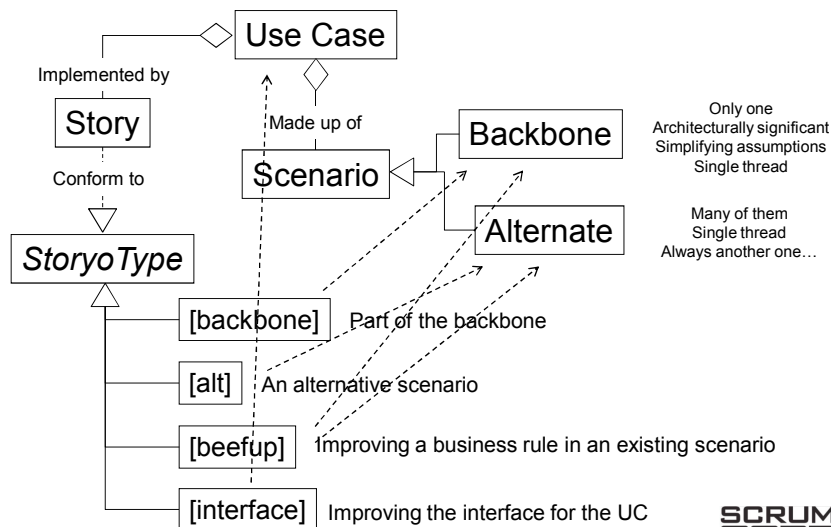 Use Case
Implemented by
Story
Made up of
Scenario
Backbone
Only one
Architecturally significant
Simplifying assumptions
Single thread
Conform to
Alternate
Many of them
Single thread
Always another one…
StoryoType
[backbone] Part of the backbone
[alt] An alternative scenario
[beefup] Improving a business rule in an existing scenario
[interface] Improving the interface for the UC
SCRUM